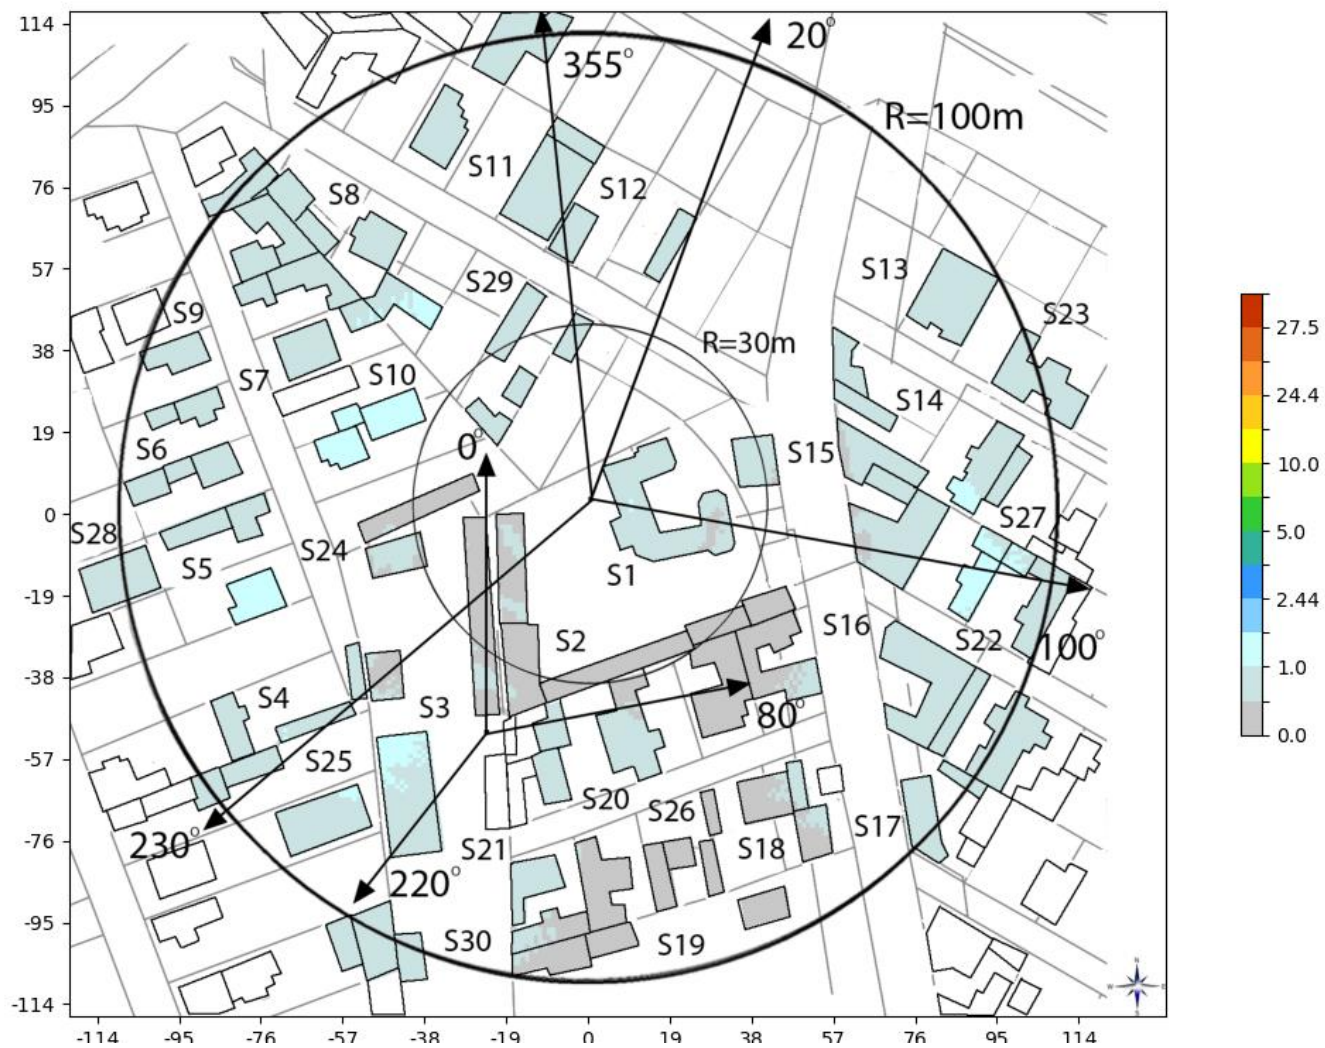 114
95
76
57
38
19
0
-19
-38
-57
-76
-95
-114
355°
20°
R=100m
S11
S12
S8
S13
S29
S23
S9
R=30m
S7
S10
S14
S6
0°
S15
S28
S24
S27
S5
S1
S2
S16
S22
100°
S4
S3
80°
S25
S20
S26
230°
S21
S18
S17
220°
S30
S19
N
W
E
S
-114
-95
-76
-57
-38
-19
0
19
38
57
76
95
114
27.5
24.4
10.0
5.0
2.44
1.0
0.0